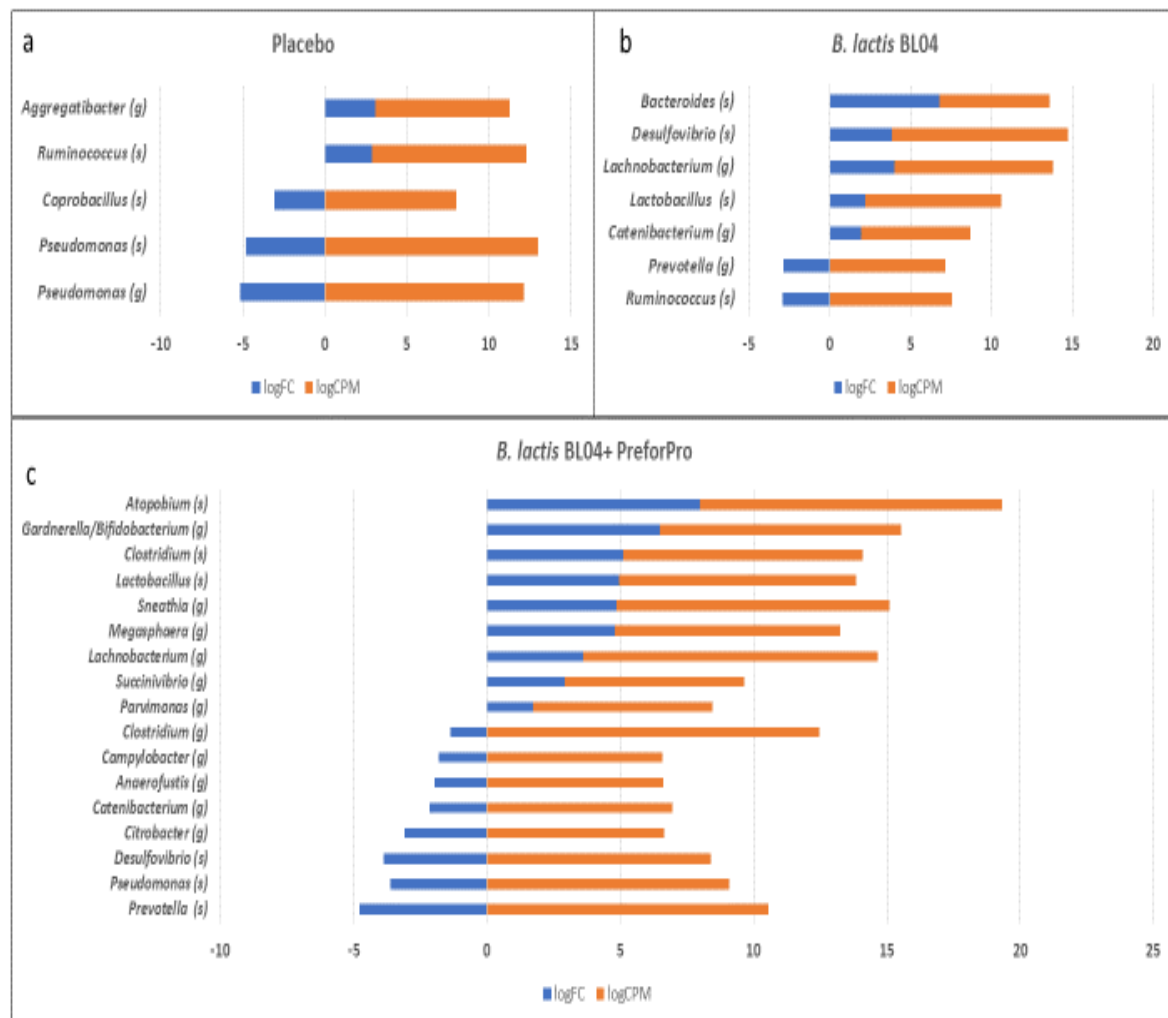 a
Placebo
Aggregatibacter (g)
Ruminococcus (s)
Coprobacillus (s)
Pseudomonas (s)
Pseudomonas (g)
-10 -5 0 5 10 15
logFC logCPM
b
B. lactis BL04
Bacteroides (s)
Desulfovibrio (s)
Lachnobacterium (g)
Lactobacillus (s)
Catenibacterium (g)
Prevotella (g)
Ruminococcus (s)
-5 0 5 10 15 20
logFC logCPM
c
B. lactis BL04+ PreforPro
Atopobium (s)
Gardnerella/Bifidobacterium (g)
Clostridium (s)
Lactobacillus (s)
Sneathia (g)
Megasphaera (g)
Lachnobacterium (g)
Succinivibrio (g)
Parvimonas (g)
Clostridium (g)
Campylobacter (g)
Anaerofustis (g)
Catenibacterium (g)
Citrobacter (g)
Desulfovibrio (s)
Pseudomonas (s)
Prevotella (s)
-10 -5 0 5 10 15 20 25
logFC logCPM